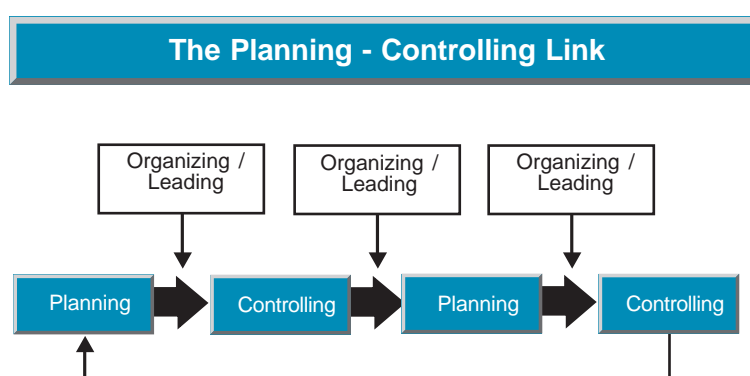 The Planning - Controlling Link
Organizing /
Leading
Organizing /
Leading
Organizing /
Leading
Planning
Controlling
Planning
Controlling